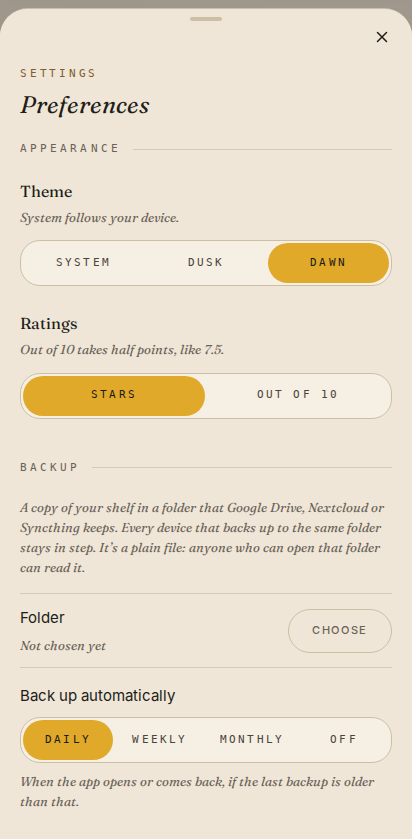 SETTINGS
Preferences
APPEARANCE
Theme
System follows your device.
SYSTEM DUSK DAWN
Ratings
Out of 10 takes half points, like 7.5.
STARS OUT OF 10
BACKUP
A copy of your shelf in a folder that Google Drive, Nextcloud or
Syncthing keeps. Every device that backs up to the same folder
stays in step. It's a plain file: anyone who can open that folder
can read it.
Folder
CHOOSE
Not chosen yet
Back up automatically
DAILY WEEKLY MONTHLY OFF
When the app opens or comes back, if the last backup is older
than that.